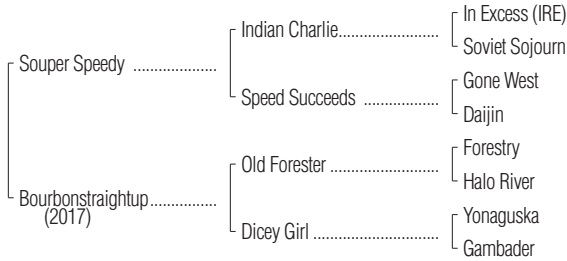 In Excess (IRE)
Indian Charlie....................
Soviet Sojourn
Souper Speedy .................
Gone West
Speed Succeeds ...............
Daijin
Forestry
Old Forester ......................
Halo River
Bourbonstraightup..............
(2017)
Yonaguska
Dicey Girl ..........................
Gambader